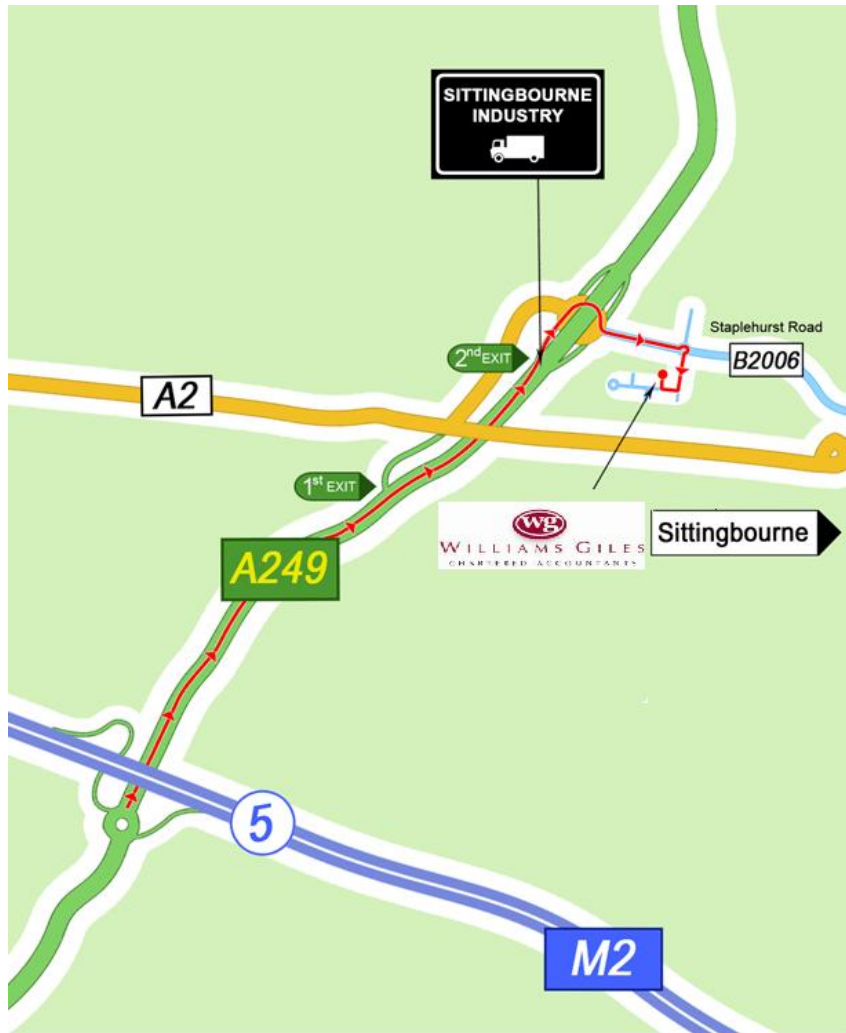 SITTINGBOURNE
INDUSTRY
Staplehurst Road
2nd EXIT
B2006
A2
1st EXIT
wg
WILLIAMS GILES
CHARTERED ACCOUNTANTS
Sittingbourne
A249
5
M2